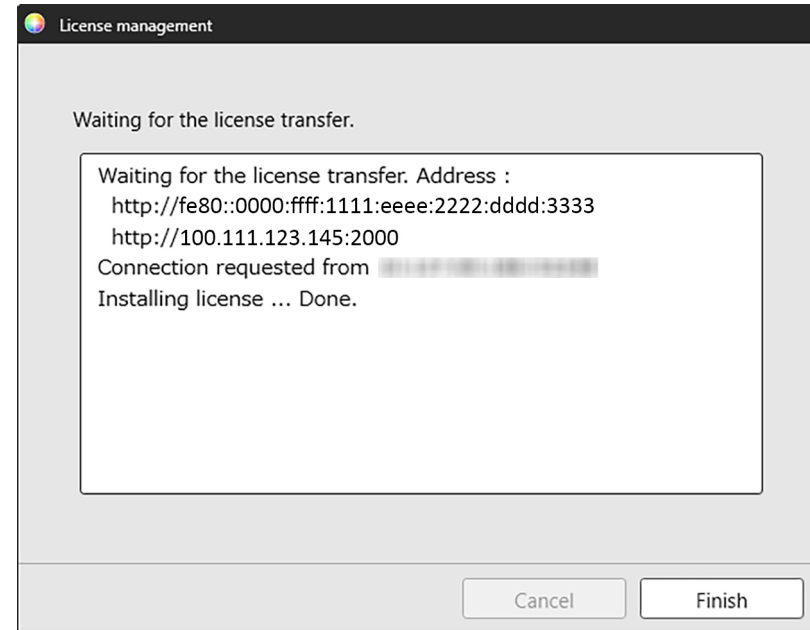 License management
Waiting for the license transfer.
Waiting for the license transfer. Address :
http://fe80::0000:ffff:1111:eeee:2222:dddd:3333
http://100.111.123.145:2000
Connection requested from
Installing license ... Done.
Cancel
Finish